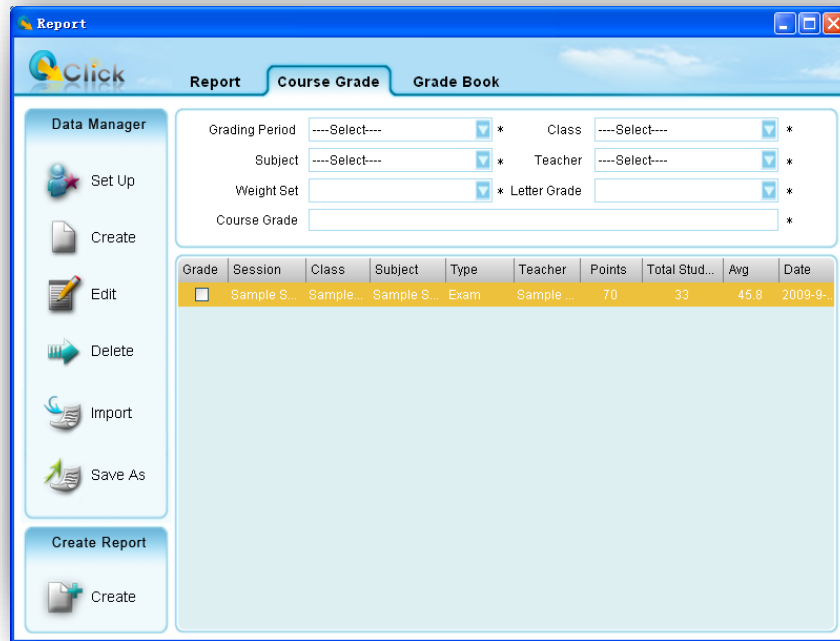 Report
QClick
Report Course Grade Grade Book
Data Manager
Set Up
Create
Edit
Delete
Import
Save As
Create Report
Create
Grading Period ----Select---- * Class ----Select---- *
Subject ----Select---- * Teacher ----Select---- *
Weight Set * Letter Grade *
Course Grade *
Grade Session Class Subject Type Teacher Points Total Stud... Avg Date
Sample S... Sample... Sample S... Exam Sample ... 70 33 45.8 2009-9-..